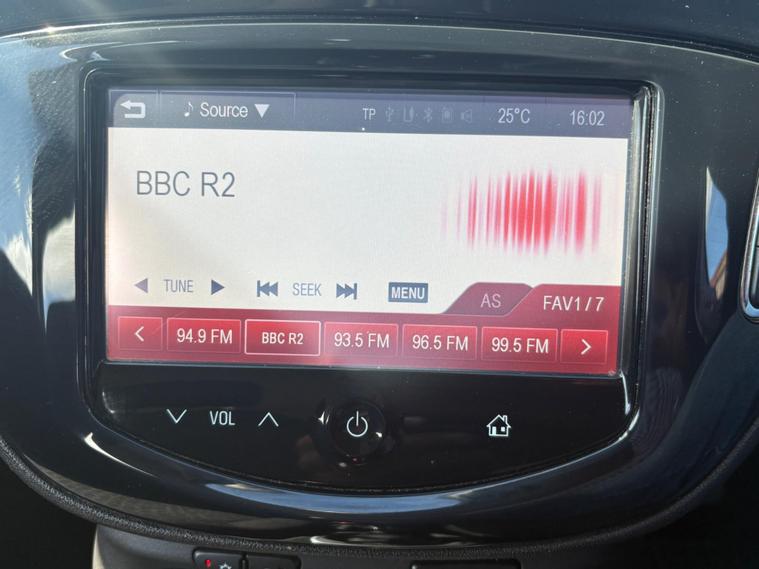 Source TP 25°C 16:02
BBC R2
TUNE SEEK MENU AS FAV1/7
94.9 FM BBC R2 93.5 FM 96.5 FM 99.5 FM
VOL